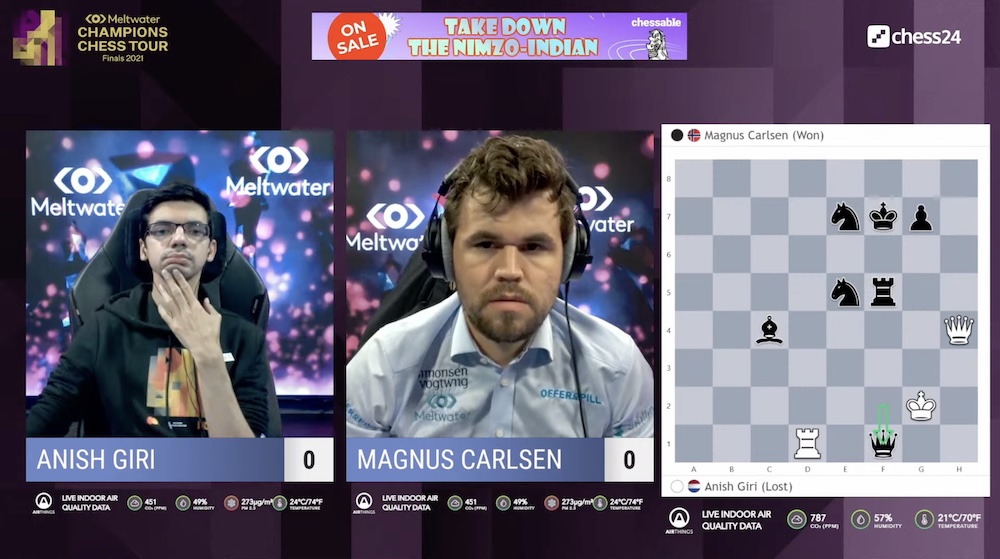 Meltwater
CHAMPIONS
CHESS TOUR
Finals 2021
ON
SALE
TAKE DOWN
THE NIMZO-INDIAN
chessable
chess24
Meltwater
Meltwate
Meltwater
ANISH GIRI 0
Meltwa
water
simonsen
vogtwiig
Meltwater
OFFERSPILL
MAGNUS CARLSEN 0
Magnus Carlsen (Won)
8
7
6
5
4
3
2
1
A B C D E F G H
Anish Giri (Lost)
AIRTHINGS
LIVE INDOOR AIR
QUALITY DATA
451
CO₂ (PPM)
49%
HUMIDITY
273µg/m³
PM 2.5
24°C/74°F
TEMPERATURE
AIRTHINGS
LIVE INDOOR AIR
QUALITY DATA
451
CO₂ (PPM)
49%
HUMIDITY
273µg/m³
PM 2.5
24°C/74°F
TEMPERATURE
AIRTHINGS
LIVE INDOOR AIR
QUALITY DATA
787
CO₂ (PPM)
57%
HUMIDITY
21°C/70°F
TEMPERATURE